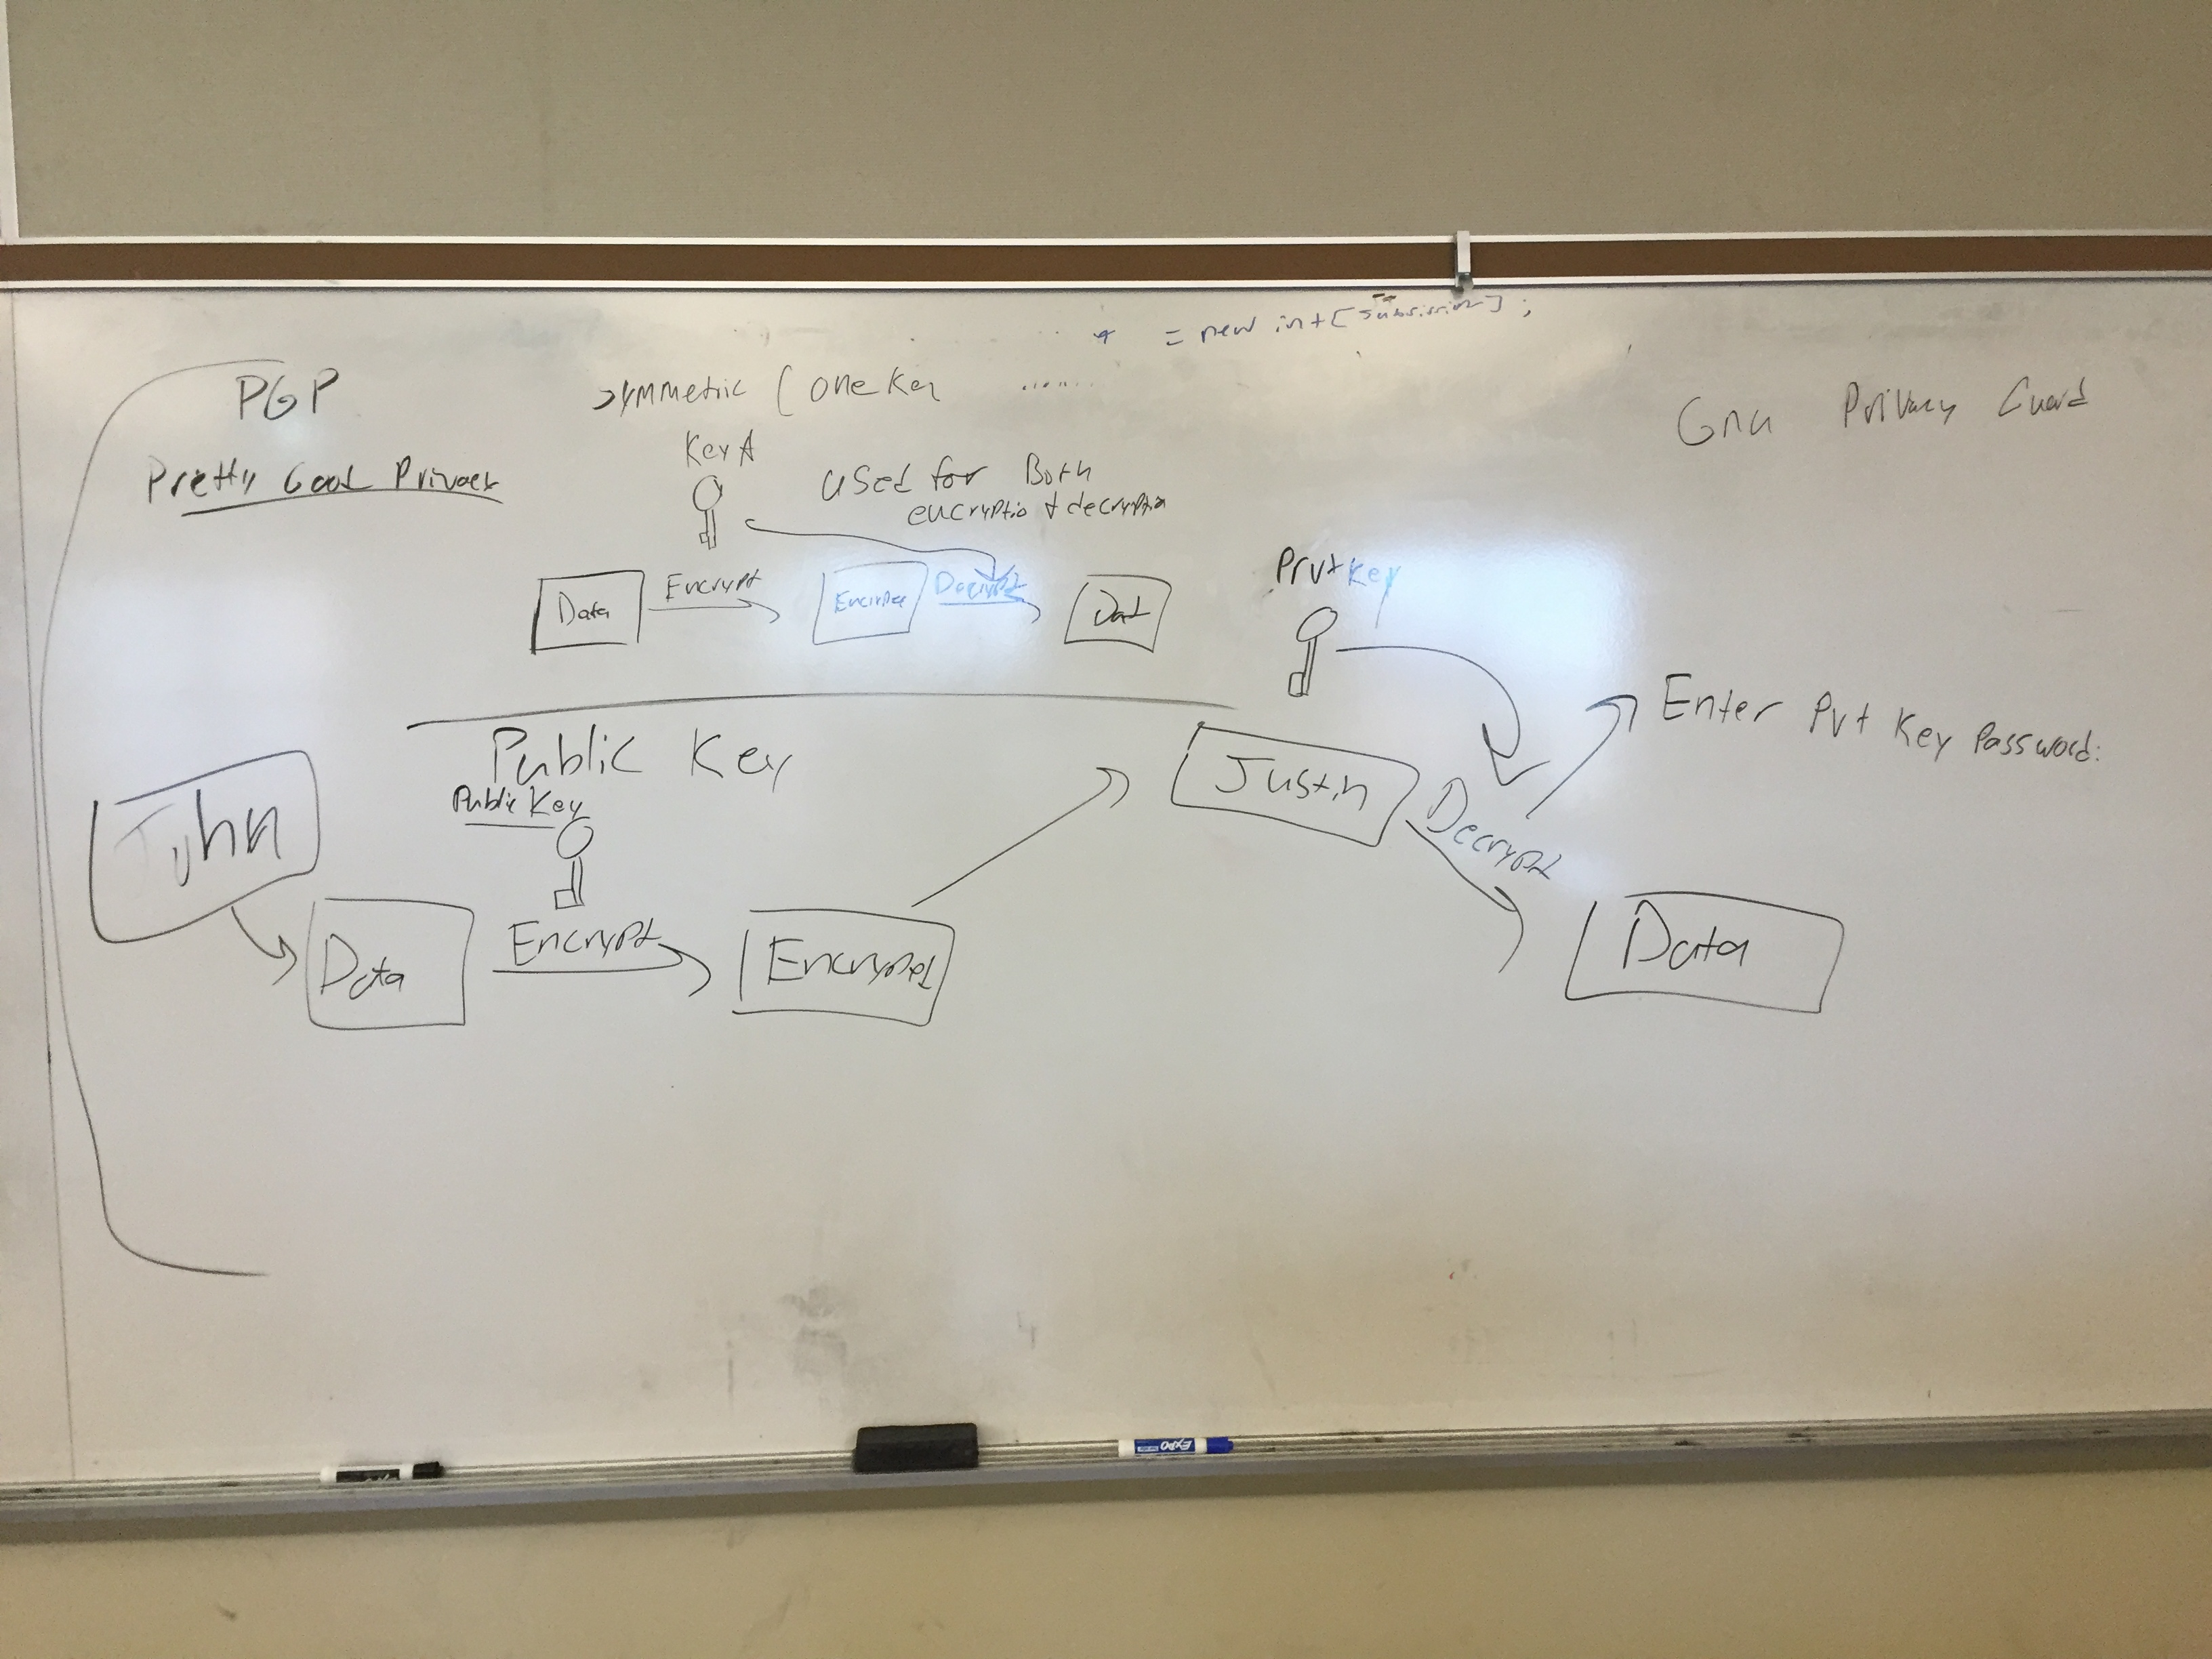 * = new int[Submission];
PGP
Symmetric (one Key
Gnu Privacy Guard
Key A
Pretty Good Privacy
Used for Both
encryptio & decryptio
Data
Encrypt
Encrypted
Decrypt
Dat
Prvt Key
Enter Pvt Key Password:
Public Key
Public Key
John
Justin
Decrypt
Data
Encrypt
Encrypted
Data
EXPO